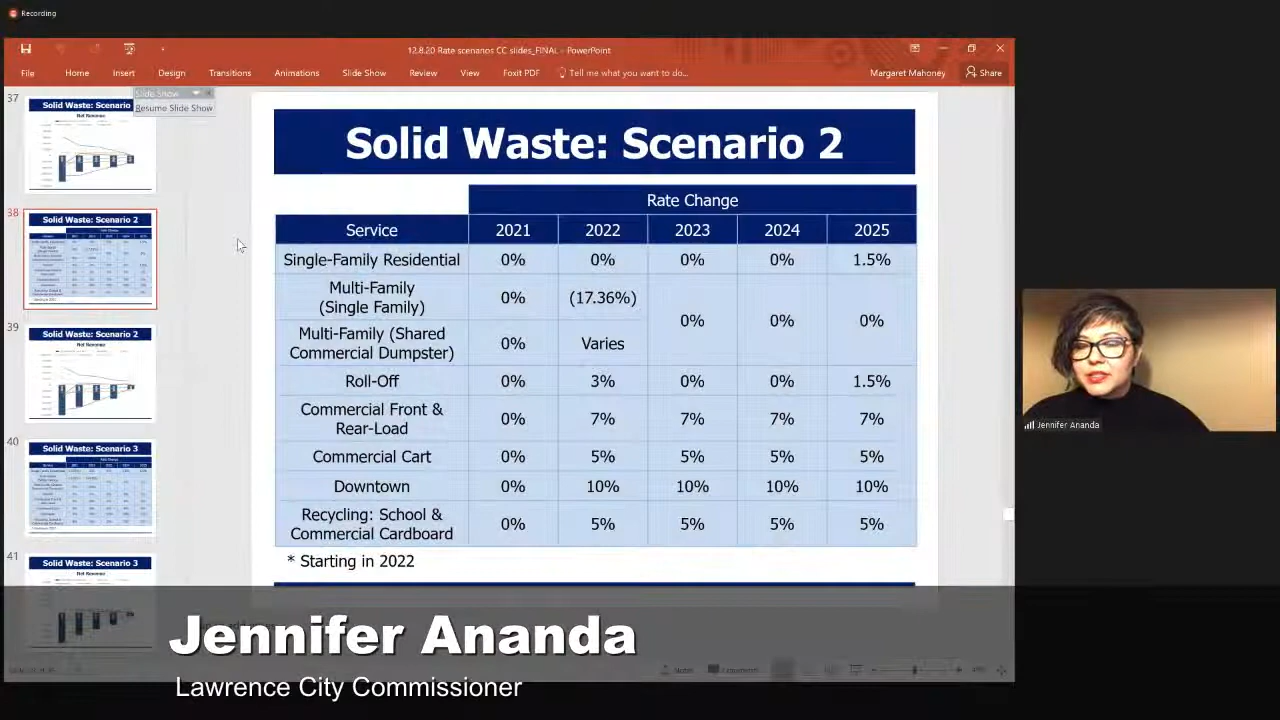 Recording
12.8.20 Rate scenarios CC slides_FINAL - PowerPoint
File Home Insert Design Transitions Animations Slide Show Review View Foxit PDF Tell me what you want to do... Margaret Mahoney Share
Slide Show
Resume Slide Show
37
Solid Waste: Scenario
Net Revenue
38
Solid Waste: Scenario 2
39
Solid Waste: Scenario 2
Net Revenue
40
Solid Waste: Scenario 3
41
Solid Waste: Scenario 3
Net Revenue
Solid Waste: Scenario 2
Rate Change
Service 2021 2022 2023 2024 2025
Single-Family Residential 0% 0% 0% 0% 1.5%
Multi-Family
(Single Family) 0% (17.36%)
0% 0% 0%
Multi-Family (Shared
Commercial Dumpster) 0% Varies
Roll-Off 0% 3% 0% 0% 1.5%
Commercial Front &
Rear-Load 0% 7% 7% 7% 7%
Commercial Cart 0% 5% 5% 5% 5%
Downtown 0% 10% 10% 10% 10%
Recycling: School &
Commercial Cardboard 0% 5% 5% 5% 5%
* Starting in 2022
Jennifer Ananda
Jennifer Ananda
Lawrence City Commissioner